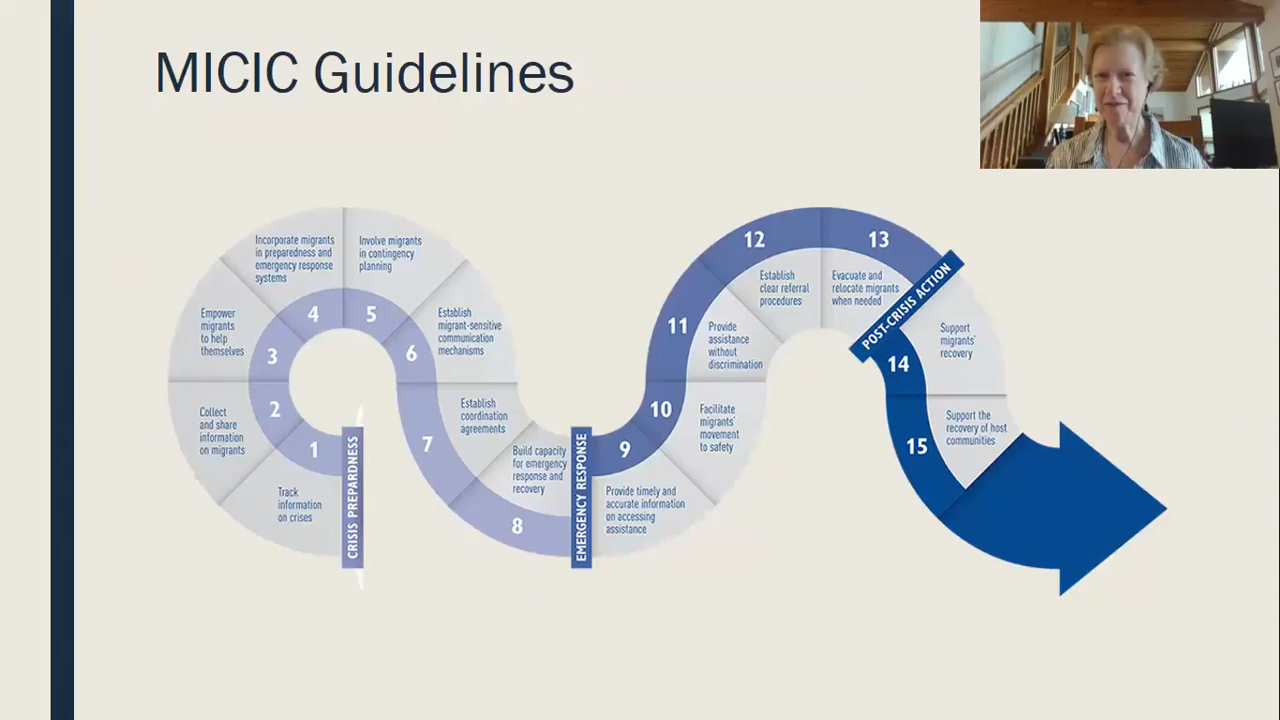 MICIC Guidelines
CRISIS PREPARDNESS
1
Track
information
on crises
2
Collect
and share
information
on migrants
3
Empower
migrants
to help
themselves
4
Incorporate migrants
in preparedness and
emergency response
systems
5
Involve migrants
in contingency
planning
6
Establish
migrant-sensitive
communication
mechanisms
7
Establish
coordination
agreements
8
Build capacity
for emergency
response and
recovery
EMERGENCY RESPONSE
9
Provide timely and
accurate information
on accessing
assistance
10
Facilitate
migrants'
movement
to safety
11
Provide
assistance
without
discrimination
12
Establish
clear referral
procedures
13
Evacuate and
relocate migrants
when needed
POST-CRISIS ACTION
14
Support
migrants'
recovery
15
Support the
recovery of host
communities